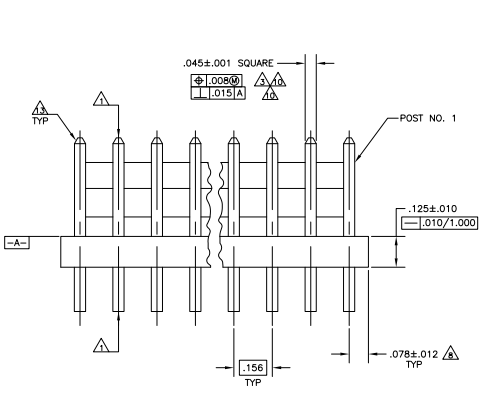 .045±.001 SQUARE
⌖ .008Ⓜ 3 10
⊥ .015 A 10
1
13
TYP
POST NO. 1
.125±.010
— .010/1.000
-A-
1
.156
TYP
.078±.012 8
TYP